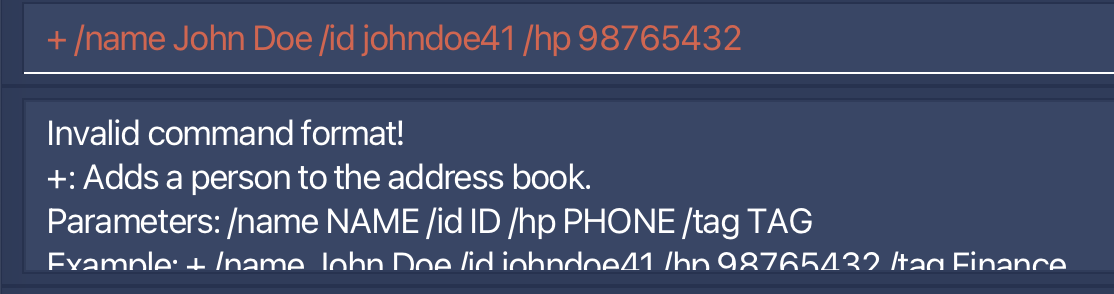 + /name John Doe /id johndoe41 /hp 98765432
Invalid command format!
+: Adds a person to the address book.
Parameters: /name NAME /id ID /hp PHONE /tag TAG
Example: + /name John Doe /id johndoe41 /hp 98765432 /tag Finance